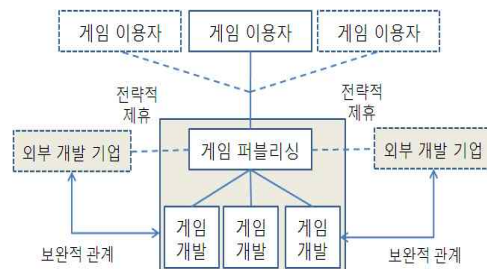 게임 이용자 게임 이용자 게임 이용자
전략적 전략적
제휴 제휴
외부 개발 기업 게임 퍼블리싱 외부 개발 기업
게임 게임 게임
개발 개발 개발
보완적 관계 보완적 관계